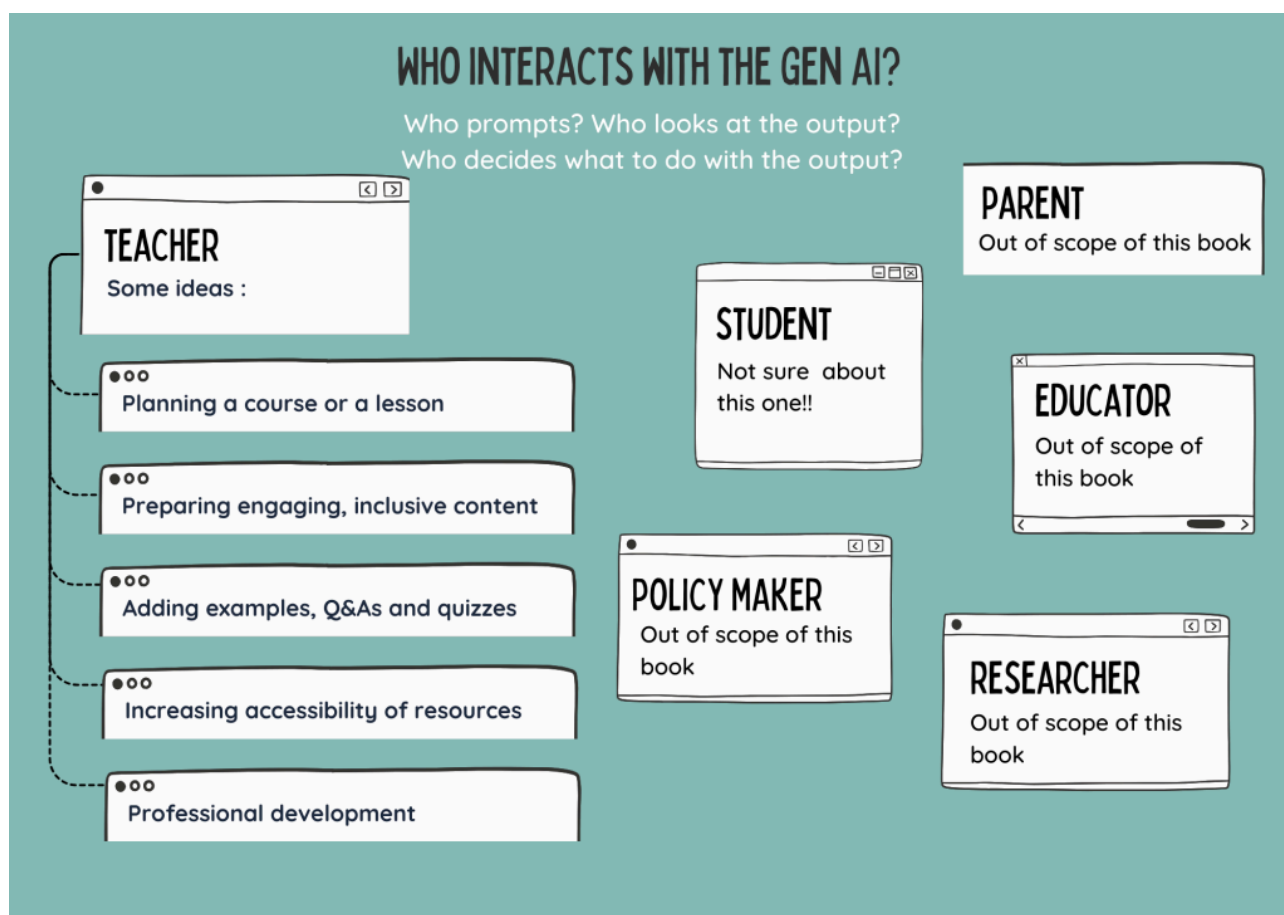 WHO INTERACTS WITH THE GEN AI?
Who prompts? Who looks at the output?
Who decides what to do with the output?
TEACHER
Some ideas :
Planning a course or a lesson
Preparing engaging, inclusive content
Adding examples, Q&As and quizzes
Increasing accessibility of resources
Professional development
STUDENT
Not sure about
this one!!
POLICY MAKER
Out of scope of this
book
PARENT
Out of scope of this book
EDUCATOR
Out of scope of
this book
RESEARCHER
Out of scope of this
book